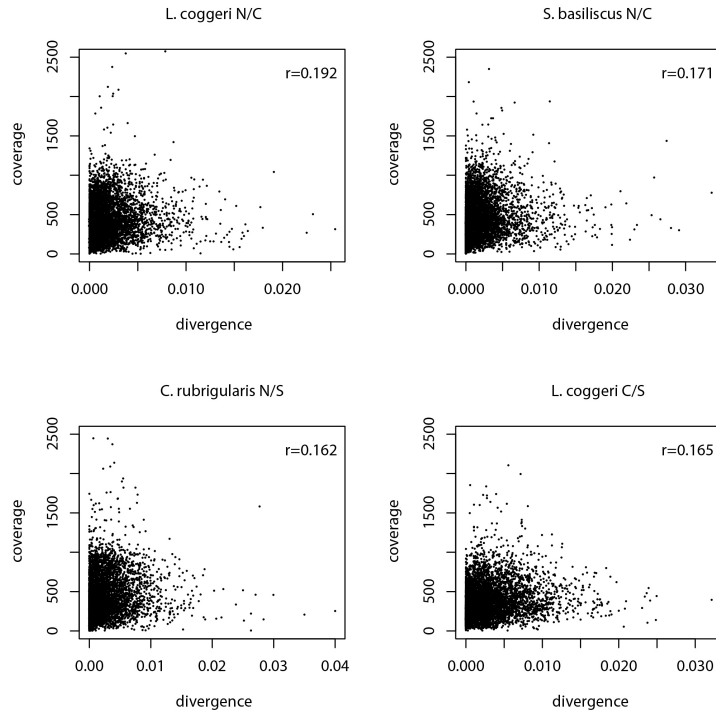 L. coggeri N/C
r=0.192
coverage
2500
1500
500
0
0.000
0.010
0.020
divergence
S. basiliscus N/C
r=0.171
coverage
2500
1500
500
0
0.000
0.010
0.020
0.030
divergence
C. rubrigularis N/S
r=0.162
coverage
2500
1500
500
0
0.00
0.01
0.02
0.03
0.04
divergence
L. coggeri C/S
r=0.165
coverage
2500
1500
500
0
0.000
0.010
0.020
0.030
divergence